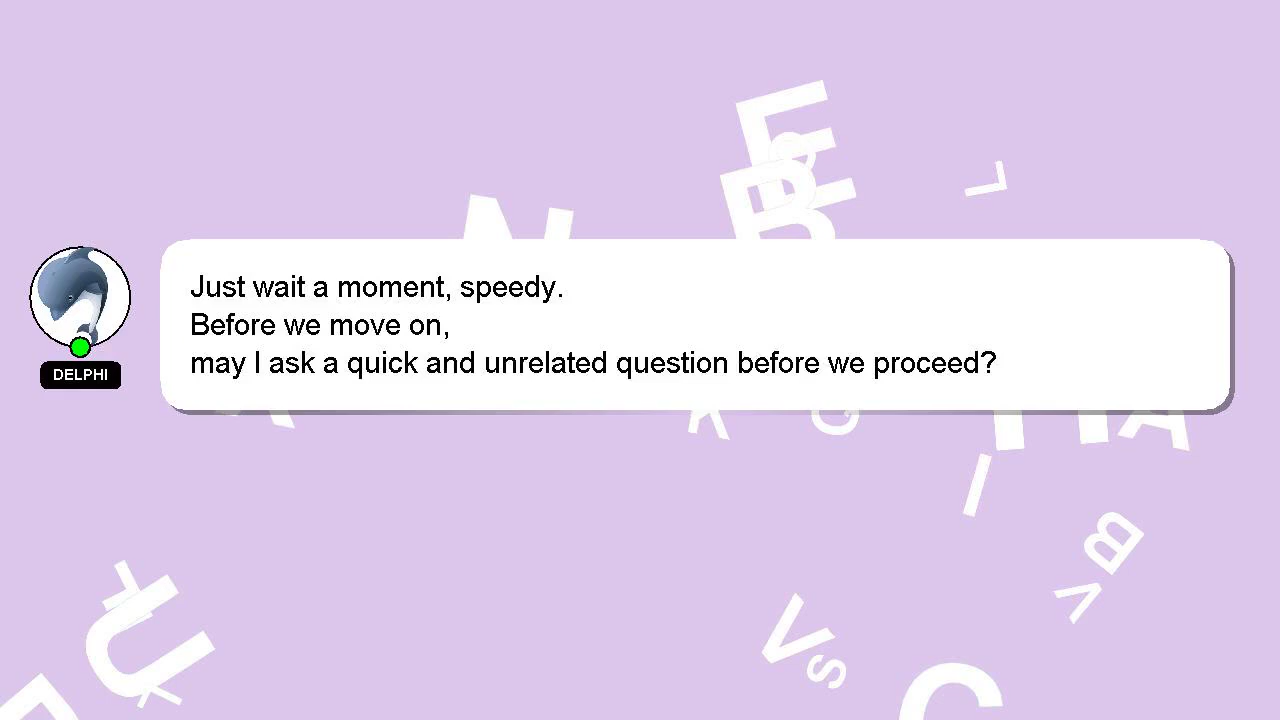 Just wait a moment, speedy.
Before we move on,
may I ask a quick and unrelated question before we proceed?
DELPHI
E
B
L
N
K
G
A
I
B
V
U
V
S
C